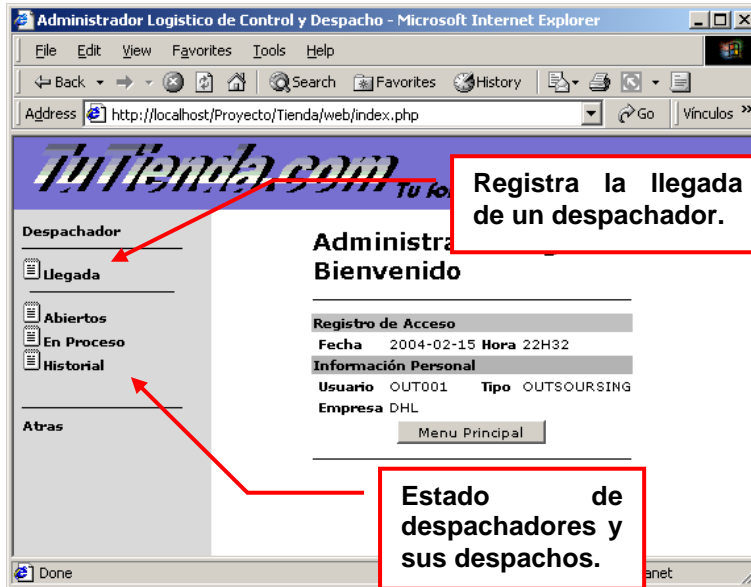 Administrador Logistico de Control y Despacho - Microsoft Internet Explorer
File Edit View Favorites Tools Help
Back Search Favorites History
Address http://localhost/Proyecto/Tienda/web/index.php Go Vínculos »
TuTienda.com
Tu
Registra la llegada
de un despachador.
Despachador
Llegada
Abiertos
En Proceso
Historial
Atras
Bienvenido
Registro de Acceso
Fecha 2004-02-15 Hora 22H32
Información Personal
Usuario OUT001 Tipo OUTSOURSING
Empresa DHL
Menu Principal
Estado de
despachadores y
sus despachos.
Done